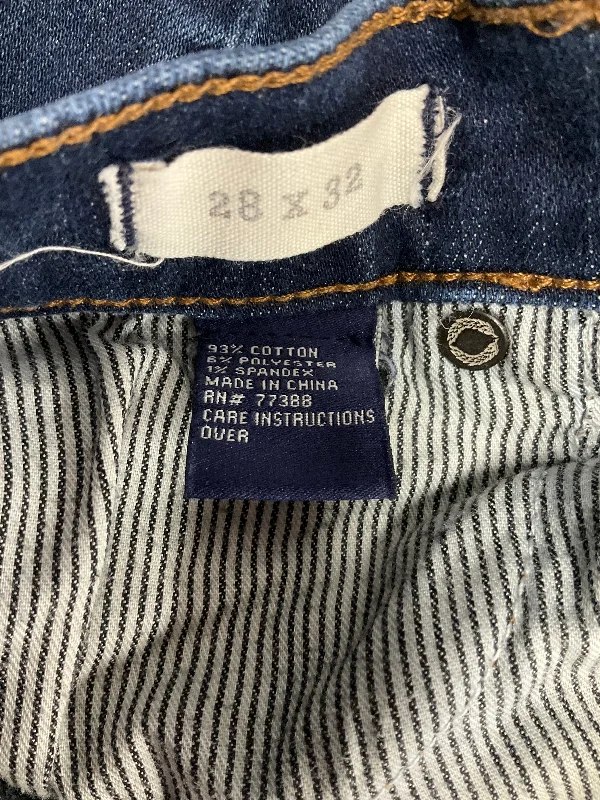 28 X 32
93% COTTON
6% POLYESTER
1% SPANDEX
MADE IN CHINA
RN# 77388
CARE INSTRUCTIONS
OVER